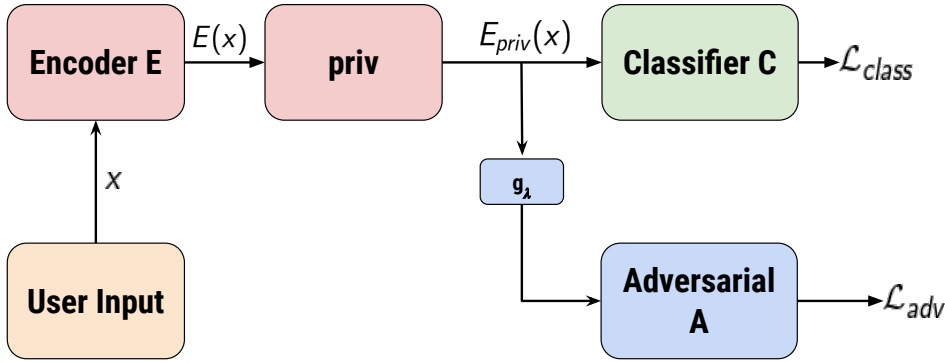 Encoder E
E(x)
priv
E_priv(x)
Classifier C
ℒ_class
x
g_λ
User Input
Adversarial
A
ℒ_adv